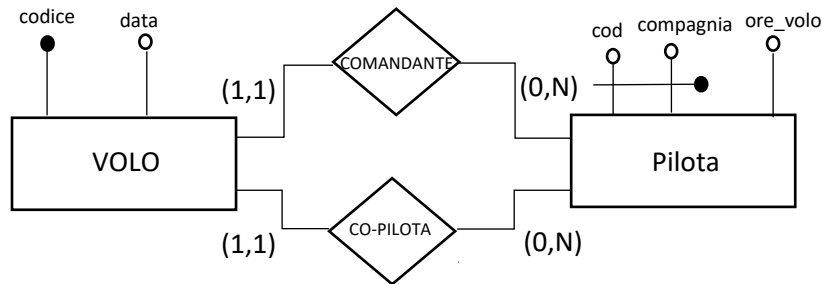 codice
data
cod
compagnia
ore_volo
COMANDANTE
(1,1)
(0,N)
VOLO
Pilota
CO-PILOTA
(1,1)
(0,N)